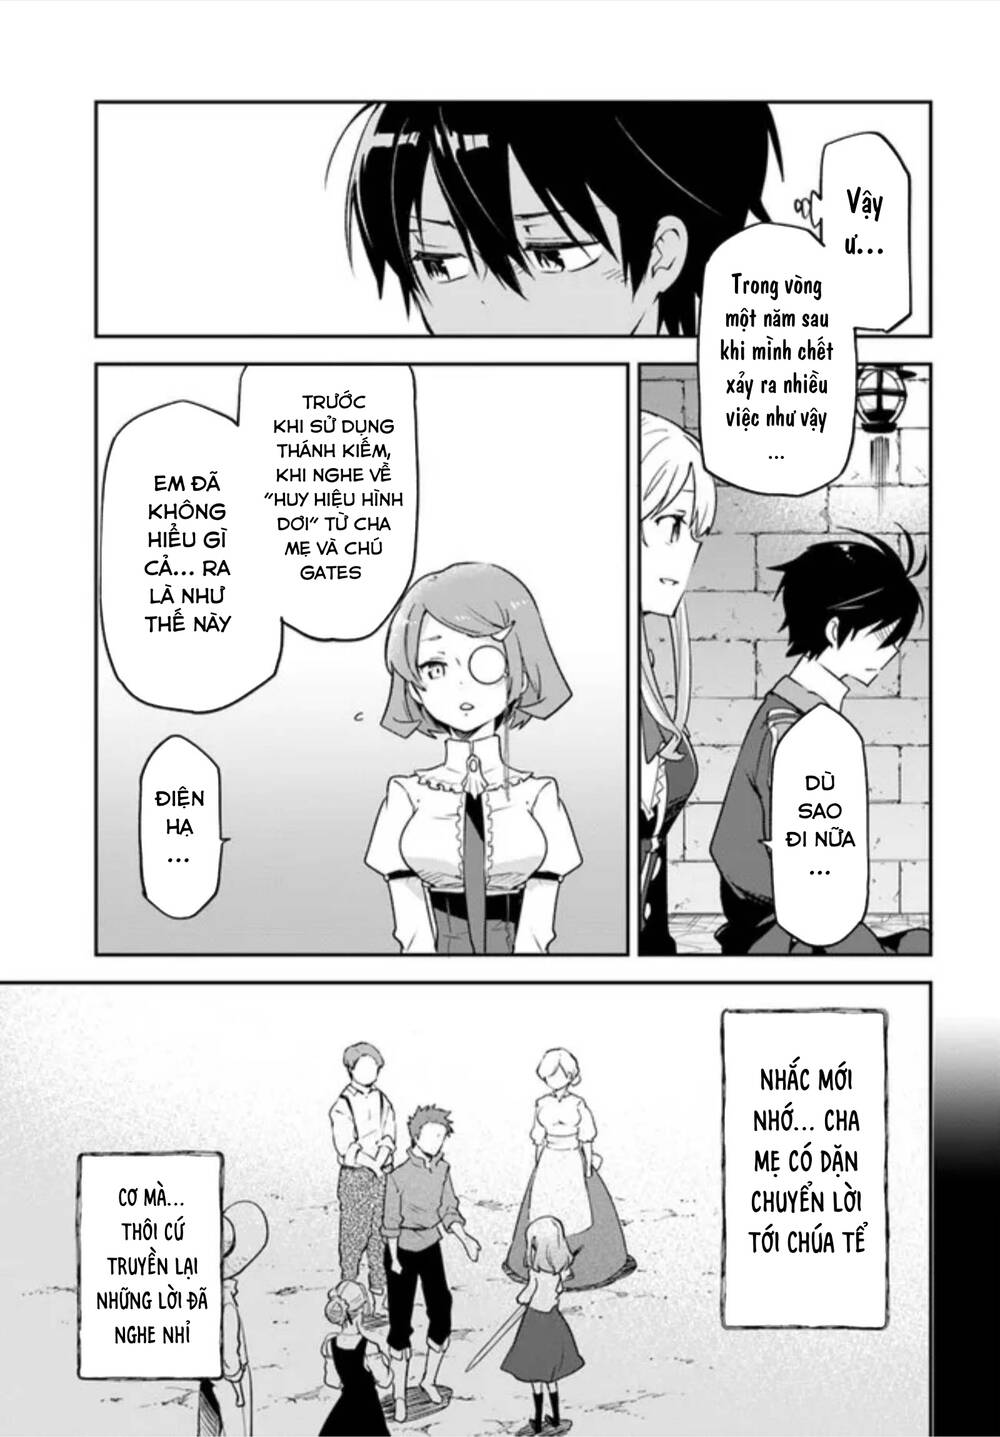 Vậy
ư...
Trong vòng
một năm sau
khi mình chết
xảy ra nhiều
việc như vậy
...
DÙ
SAO
ĐI NỮA
...
TRƯỚC
KHI SỬ DỤNG
THÁNH KIẾM,
KHI NGHE VỀ
"HUY HIỆU HÌNH
DƠI" TỪ CHA
MẸ VÀ CHÚ
GATES
EM ĐÃ
KHÔNG
HIỂU GÌ
CẢ... RA
LÀ NHƯ
THẾ NÀY
ĐIỆN
HẠ
...
NHẮC MỚI
NHỚ... CHA
MẸ CÓ DẶN
CHUYỂN LỜI
TỚI CHÚA TỂ
CƠ MÀ...
THÔI CỨ
TRUYỀN LẠI
NHỮNG LỜI ĐÃ
NGHE NHỈ